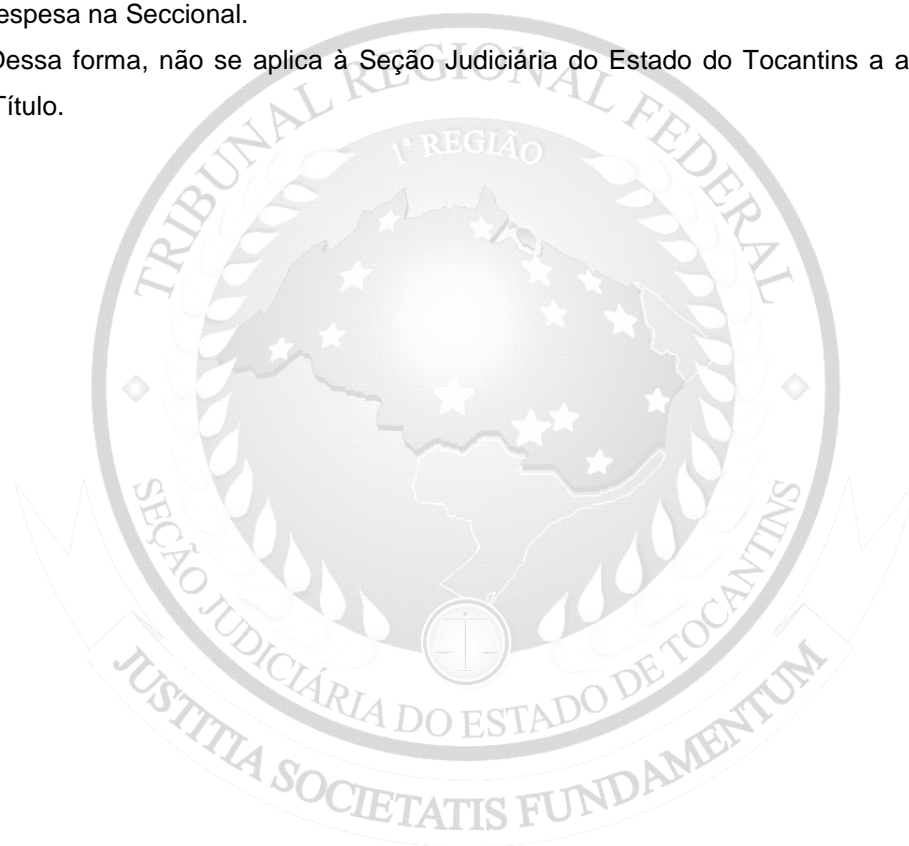 espesa na Seccional.
Dessa forma, não se aplica à Seção Judiciária do Estado do Tocantins a a
Título.
TRIBUNAL REGIONAL FEDERAL
1ª REGIÃO
SEÇÃO JUDICIÁRIA DO ESTADO DE TOCANTINS
JUSTITIA SOCIETATIS FUNDAMENTUM